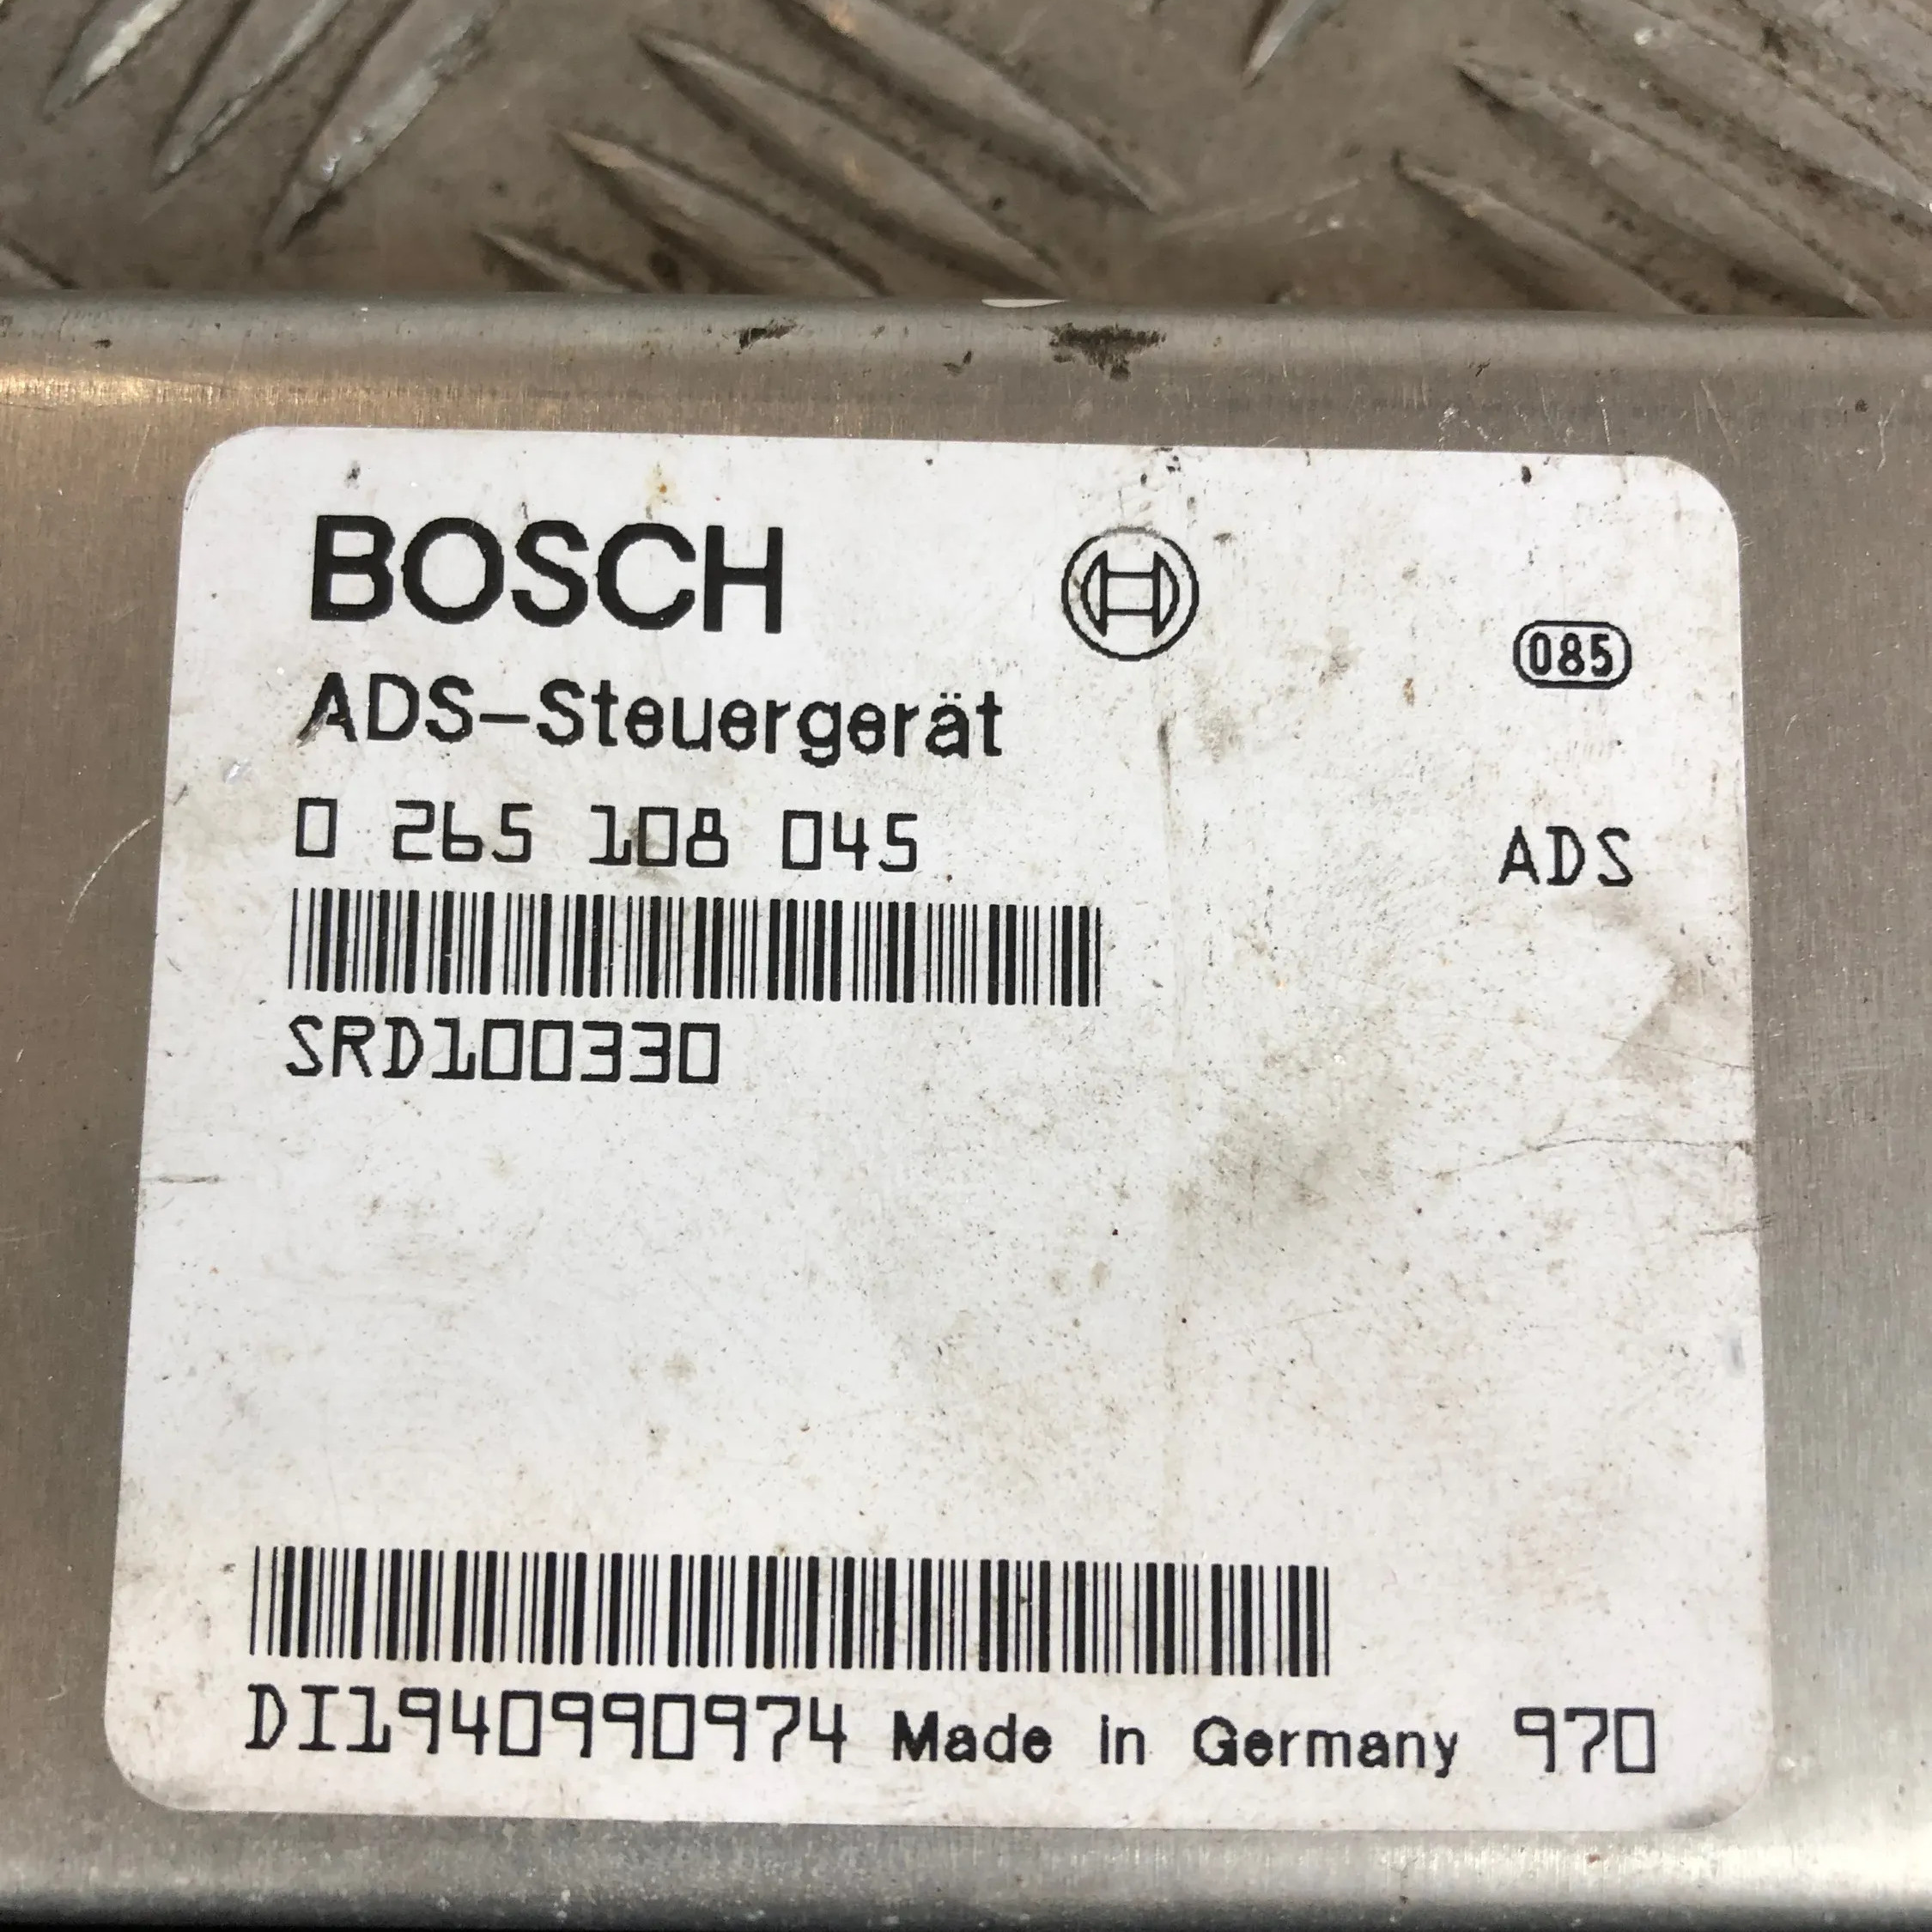 BOSCH
085
ADS-Steuergerät
0 265 108 045
ADS
SRD100330
DI1940990974 Made in Germany 970